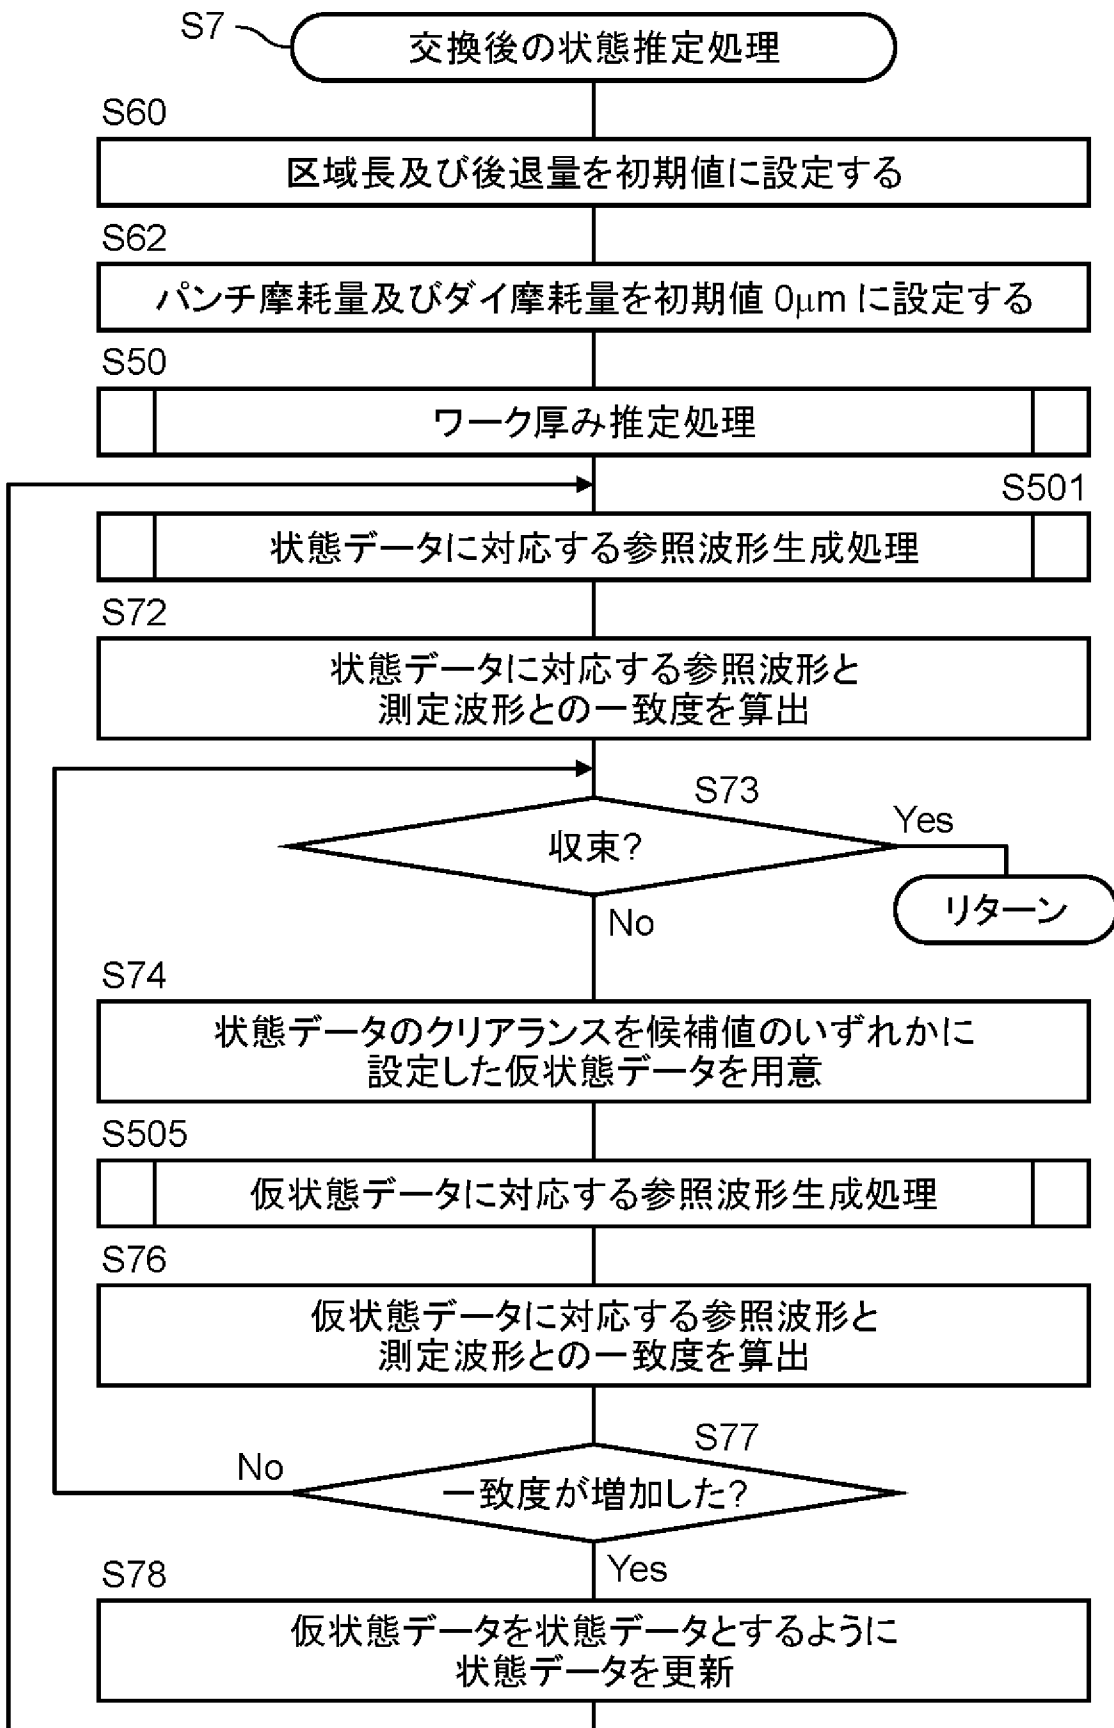 S7
交換後の状態推定処理
S60
区域長及び後退量を初期値に設定する
S62
パンチ摩耗量及びダイ摩耗量を初期値 0μm に設定する
S50
ワーク厚み推定処理
S501
状態データに対応する参照波形生成処理
S72
状態データに対応する参照波形と
測定波形との一致度を算出
S73
収束?
Yes
リターン
No
S74
状態データのクリアランスを候補値のいずれかに
設定した仮状態データを用意
S505
仮状態データに対応する参照波形生成処理
S76
仮状態データに対応する参照波形と
測定波形との一致度を算出
S77
No
一致度が増加した?
Yes
S78
仮状態データを状態データとするように
状態データを更新